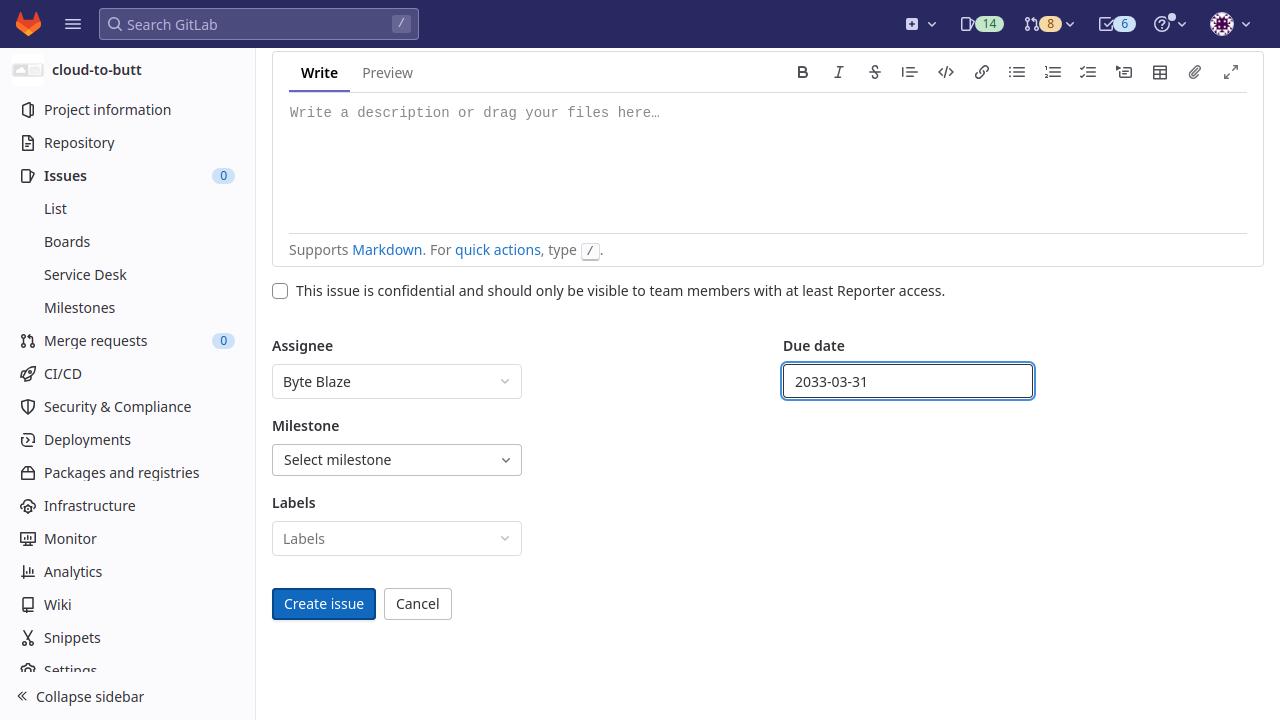 Search GitLab
/
14
8
6
cloud-to-butt
Project information
Repository
Issues
0
List
Boards
Service Desk
Milestones
Merge requests
0
CI/CD
Security & Compliance
Deployments
Packages and registries
Infrastructure
Monitor
Analytics
Wiki
Snippets
Settings
Collapse sidebar
Write
Preview
Write a description or drag your files here…
Supports Markdown. For quick actions, type /.
This issue is confidential and should only be visible to team members with at least Reporter access.
Assignee
Byte Blaze
Due date
2033-03-31
Milestone
Select milestone
Labels
Labels
Create issue
Cancel